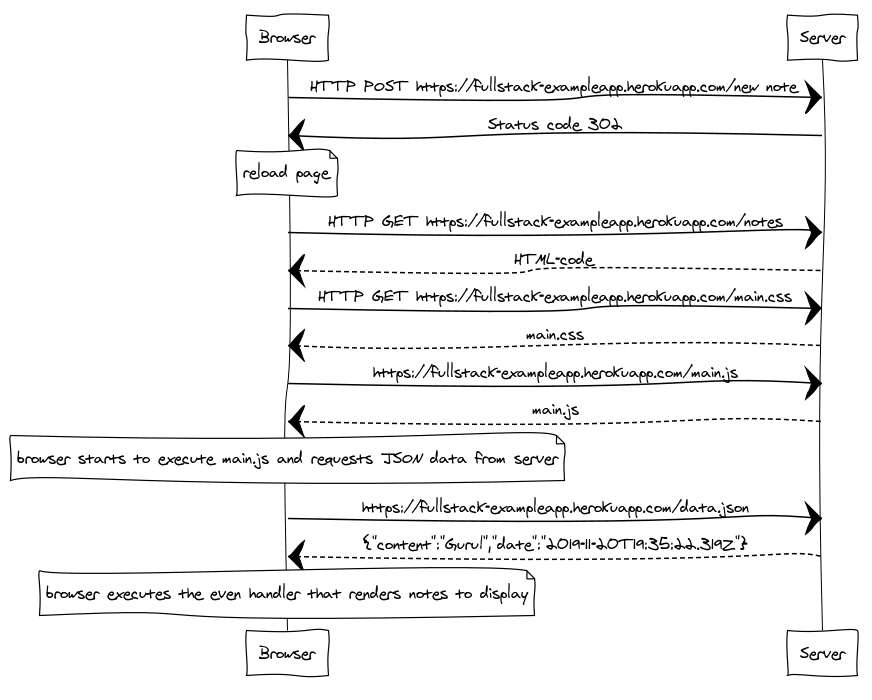 Browser Server
HTTP POST https://fullstack-exampleapp.herokuapp.com/new note
Status code 302
reload page
HTTP GET https://fullstack-exampleapp.herokuapp.com/notes
HTML-code
HTTP GET https://fullstack-exampleapp.herokuapp.com/main.css
main.css
https://fullstack-exampleapp.herokuapp.com/main.js
main.js
browser starts to execute main.js and requests JSON data from server
https://fullstack-exampleapp.herokuapp.com/data.json
{"content":"Guru1","date":"2019-11-20T19:35:22.319Z"}
browser executes the even handler that renders notes to display
Browser Server